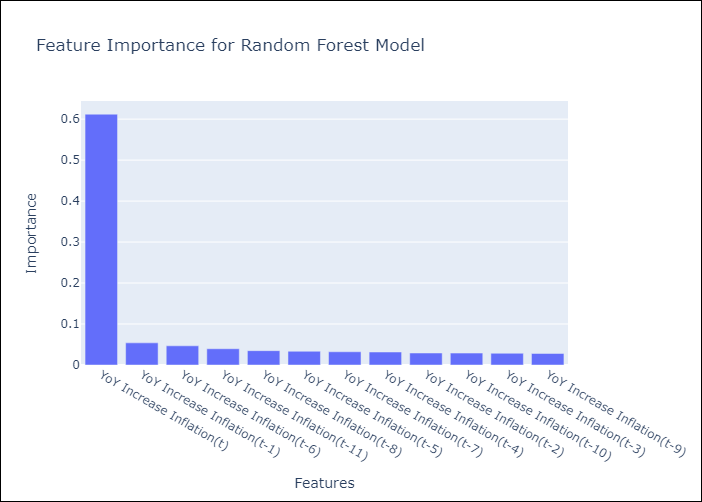 Feature Importance for Random Forest Model
Importance
0.6
0.5
0.4
0.3
0.2
0.1
0
YoY Increase Inflation(t)
YoY Increase Inflation(t-1)
YoY Increase Inflation(t-6)
YoY Increase Inflation(t-11)
YoY Increase Inflation(t-8)
YoY Increase Inflation(t-5)
YoY Increase Inflation(t-7)
YoY Increase Inflation(t-4)
YoY Increase Inflation(t-2)
YoY Increase Inflation(t-10)
YoY Increase Inflation(t-3)
YoY Increase Inflation(t-9)
Features